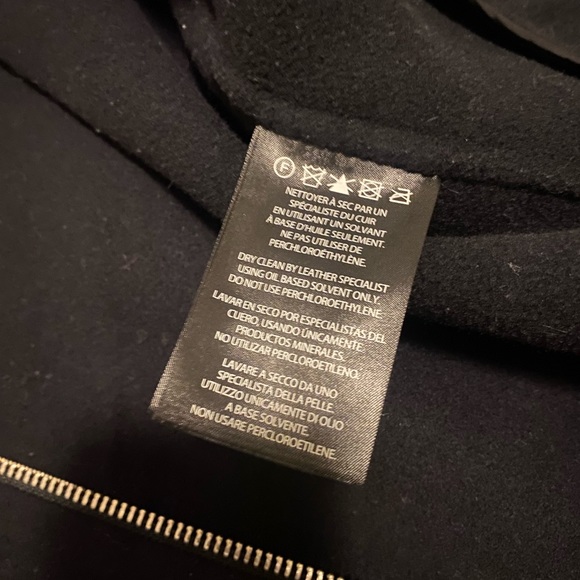 F
NETTOYER À SEC PAR UN
SPÉCIALISTE DU CUIR
EN UTILISANT UN SOLVANT
À BASE D'HUILE SEULEMENT.
NE PAS UTILISER DE
PERCHLOROÉTHYLÈNE.
DRY CLEAN BY LEATHER SPECIALIST
USING OIL BASED SOLVENT ONLY.
DO NOT USE PERCHLOROETHYLENE.
LAVAR EN SECO POR ESPECIALISTAS DEL
CUERO, USANDO ÚNICAMENTE
PRODUCTOS MINERALES.
NO UTILIZAR PERCLOROETILENO.
LAVARE A SECCO DA UNO
SPECIALISTA DELLA PELLE.
UTILIZZO UNICAMENTE DI OLIO
A BASE SOLVENTE.
NON USARE PERCLOROETILENE.